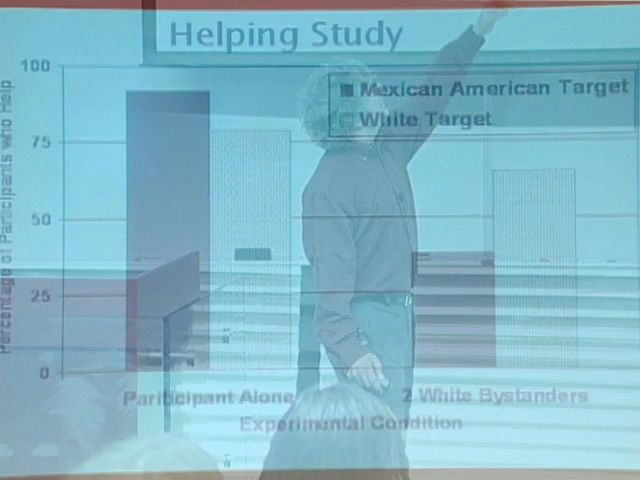 Helping Study
100
75
50
25
0
Percentage of Participants who Help
Mexican American Target
White Target
Participant Alone
2 White Bystanders
Experimental Condition